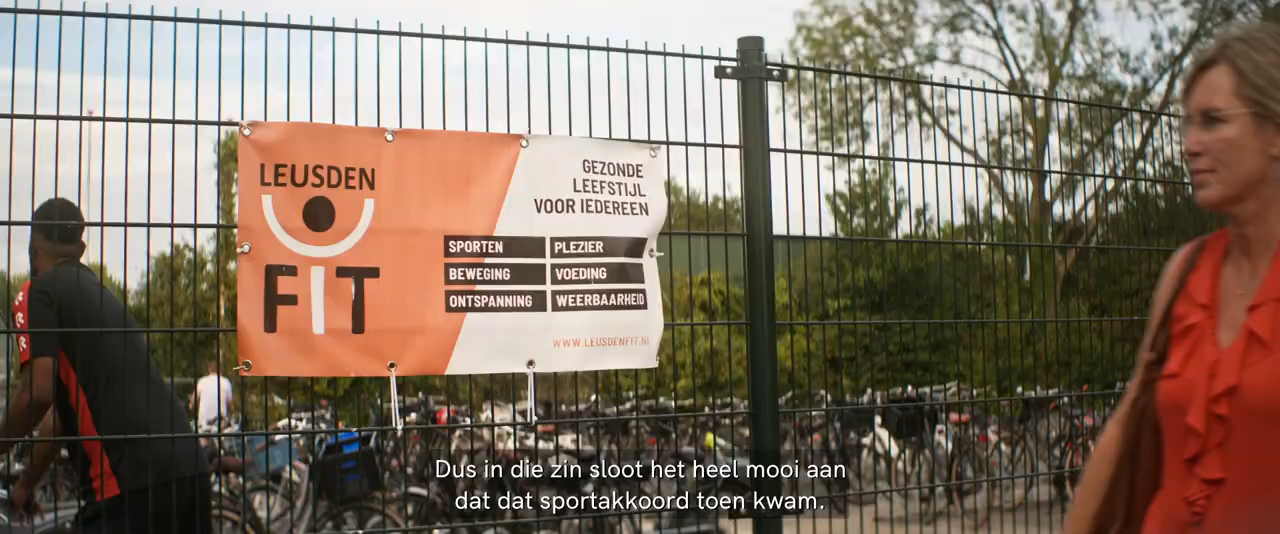 LEUSDEN
FIT
GEZONDE
LEEFSTIJL
VOOR IEDEREEN
SPORTEN PLEZIER
BEWEGING VOEDING
ONTSPANNING WEERBAARHEID
WWW.LEUSDENFIT.NL
Dus in die zin sloot het heel mooi aan
dat dat sportakkoord toen kwam.